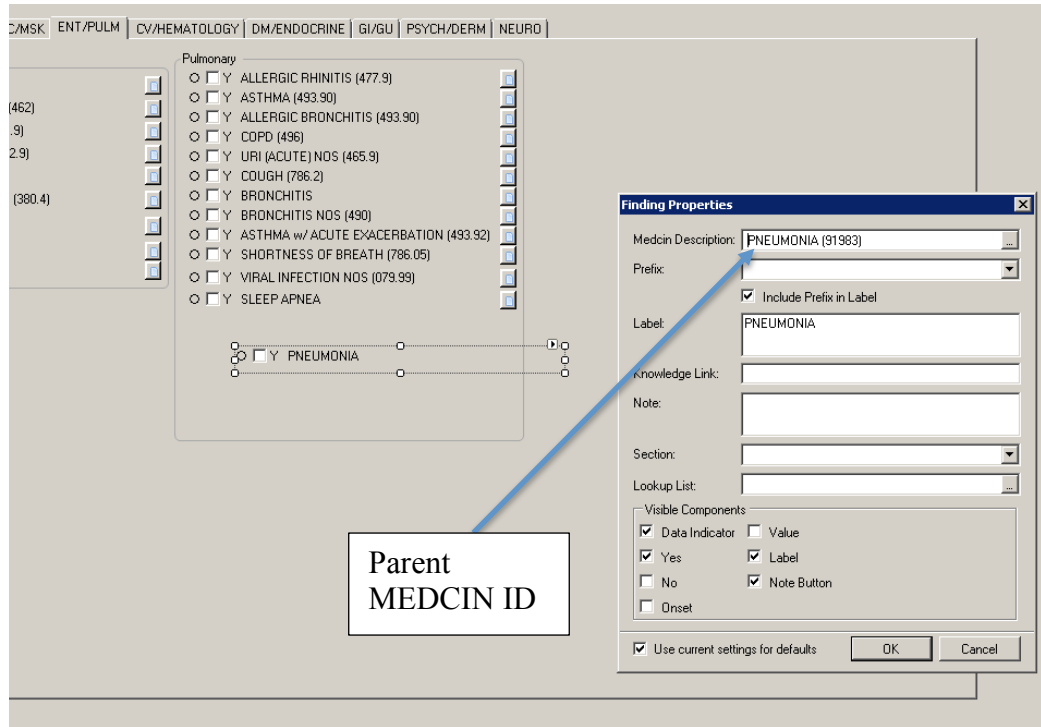 C/MSK ENT/PULM CV/HEMATOLOGY DM/ENDOCRINE GI/GU PSYCH/DERM NEURO
(462)
.9)
2.9)
(380.4)
Pulmonary
Y ALLERGIC RHINITIS (477.9)
Y ASTHMA (493.90)
Y ALLERGIC BRONCHITIS (493.90)
Y COPD (496)
Y URI (ACUTE) NOS (465.9)
Y COUGH (786.2)
Y BRONCHITIS
Y BRONCHITIS NOS (490)
Y ASTHMA w/ ACUTE EXACERBATION (493.92)
Y SHORTNESS OF BREATH (786.05)
Y VIRAL INFECTION NOS (079.99)
Y SLEEP APNEA
Y PNEUMONIA
Finding Properties
Medcin Description: PNEUMONIA (91983) ...
Prefix:
Include Prefix in Label
Label: PNEUMONIA
Knowledge Link:
Note:
Section:
Lookup List: ...
Visible Components
Data Indicator Value
Yes Label
No Note Button
Onset
Use current settings for defaults OK Cancel
Parent
MEDCIN ID